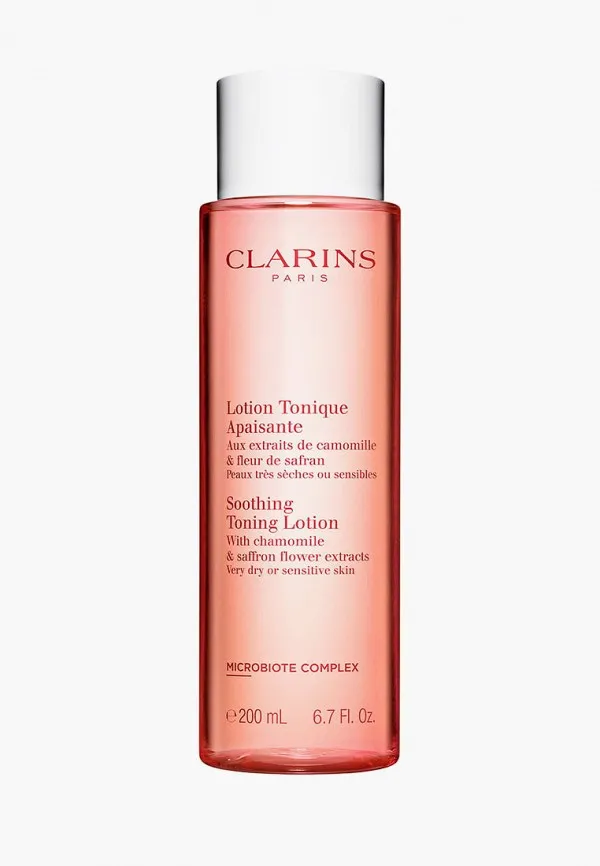 CLARINS
PARIS
Lotion Tonique
Apaisante
Aux extraits de camomille
& fleur de safran
Peaux très sèches ou sensibles
Soothing
Toning Lotion
With chamomile
& saffron flower extracts
Very dry or sensitive skin
MICROBIOTE COMPLEX
℮200 mL 6.7 Fl. Oz.